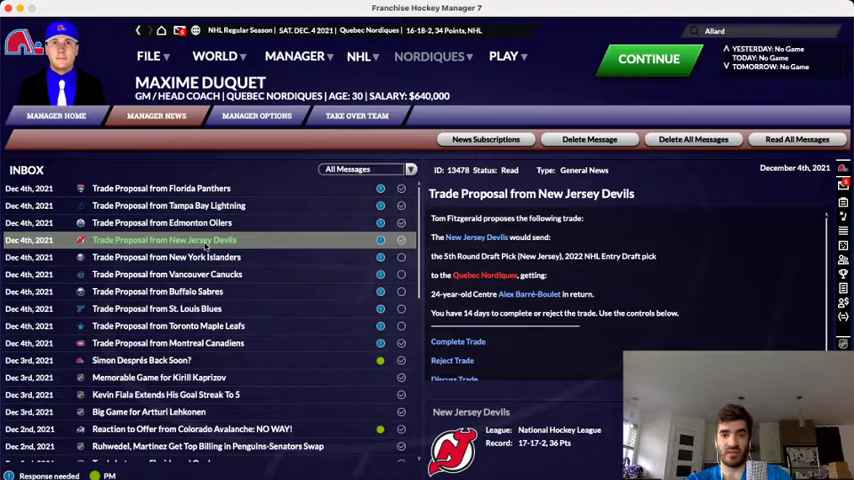 Franchise Hockey Manager 7
NHL Regular Season | SAT. DEC. 4 2021 | Quebec Nordiques | 16-18-2, 34 Points, NHL
Allard
FILE WORLD MANAGER NHL NORDIQUES PLAY
CONTINUE
YESTERDAY: No Game
TODAY: No Game
TOMORROW: No Game
MAXIME DUQUET
GM / HEAD COACH | QUEBEC NORDIQUES | AGE: 30 | SALARY: $640,000
MANAGER HOME MANAGER NEWS MANAGER OPTIONS TAKE OVER TEAM
News Subscriptions Delete Message Delete All Messages Read All Messages
INBOX
All Messages
Dec 4th, 2021 Trade Proposal from Florida Panthers
Dec 4th, 2021 Trade Proposal from Tampa Bay Lightning
Dec 4th, 2021 Trade Proposal from Edmonton Oilers
Dec 4th, 2021 Trade Proposal from New Jersey Devils
Dec 4th, 2021 Trade Proposal from New York Islanders
Dec 4th, 2021 Trade Proposal from Vancouver Canucks
Dec 4th, 2021 Trade Proposal from Buffalo Sabres
Dec 4th, 2021 Trade Proposal from St. Louis Blues
Dec 4th, 2021 Trade Proposal from Toronto Maple Leafs
Dec 4th, 2021 Trade Proposal from Montreal Canadiens
Dec 3rd, 2021 Simon Després Back Soon?
Dec 3rd, 2021 Memorable Game for Kirill Kaprizov
Dec 3rd, 2021 Kevin Fiala Extends His Goal Streak To 5
Dec 3rd, 2021 Big Game for Artturi Lehkonen
Dec 2nd, 2021 Reaction to Offer from Colorado Avalanche: NO WAY!
Dec 2nd, 2021 Ruhwedel, Martinez Get Top Billing in Penguins-Senators Swap
Response needed PM
ID: 13478 Status: Read Type: General News
December 4th, 2021
Trade Proposal from New Jersey Devils
Tom Fitzgerald proposes the following trade:
The New Jersey Devils would send:
the 5th Round Draft Pick (New Jersey), 2022 NHL Entry Draft pick
to the Quebec Nordiques, getting:
24-year-old Centre Alex Barré-Boulet in return.
You have 14 days to complete or reject the trade. Use the controls below.
Complete Trade
Reject Trade
Discuss Trade
New Jersey Devils
League: National Hockey League
Record: 17-17-2, 36 Pts